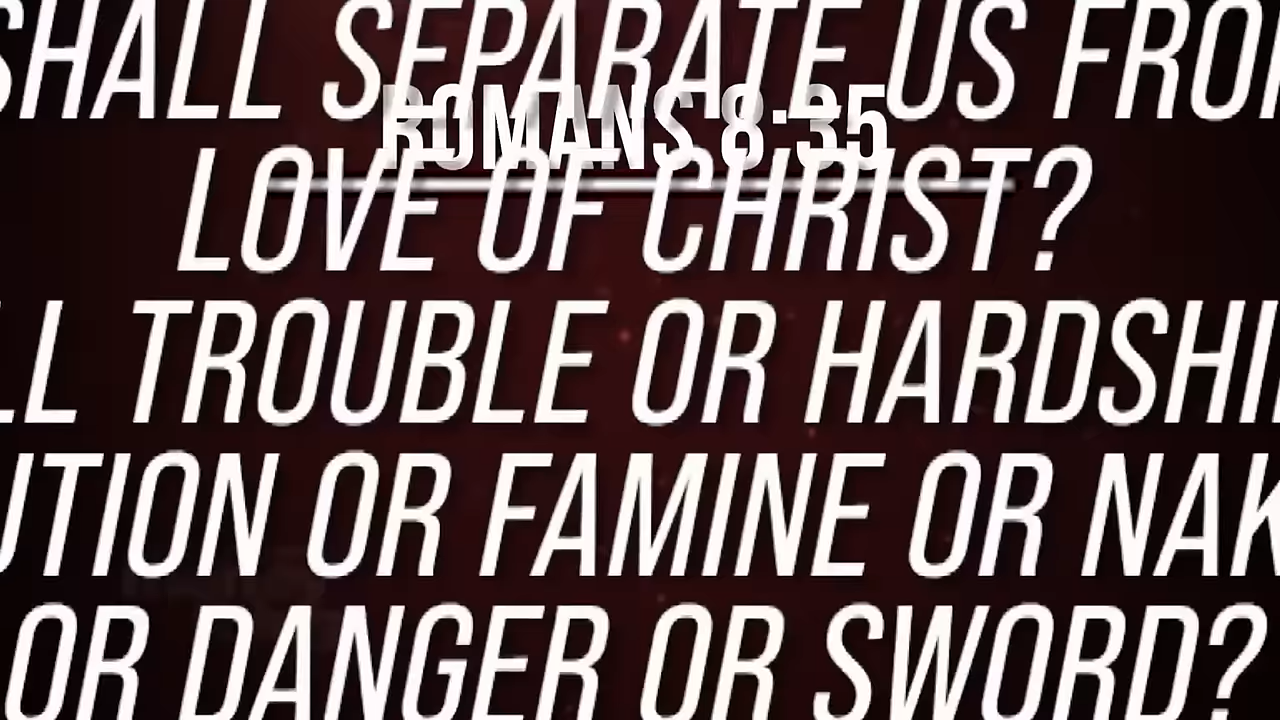 SHALL SEPARATE US FROM
ROMANS 8:35
LOVE OF CHRIST?
LL TROUBLE OR HARDSHI
UTION OR FAMINE OR NAK
OR DANGER OR SWORD?